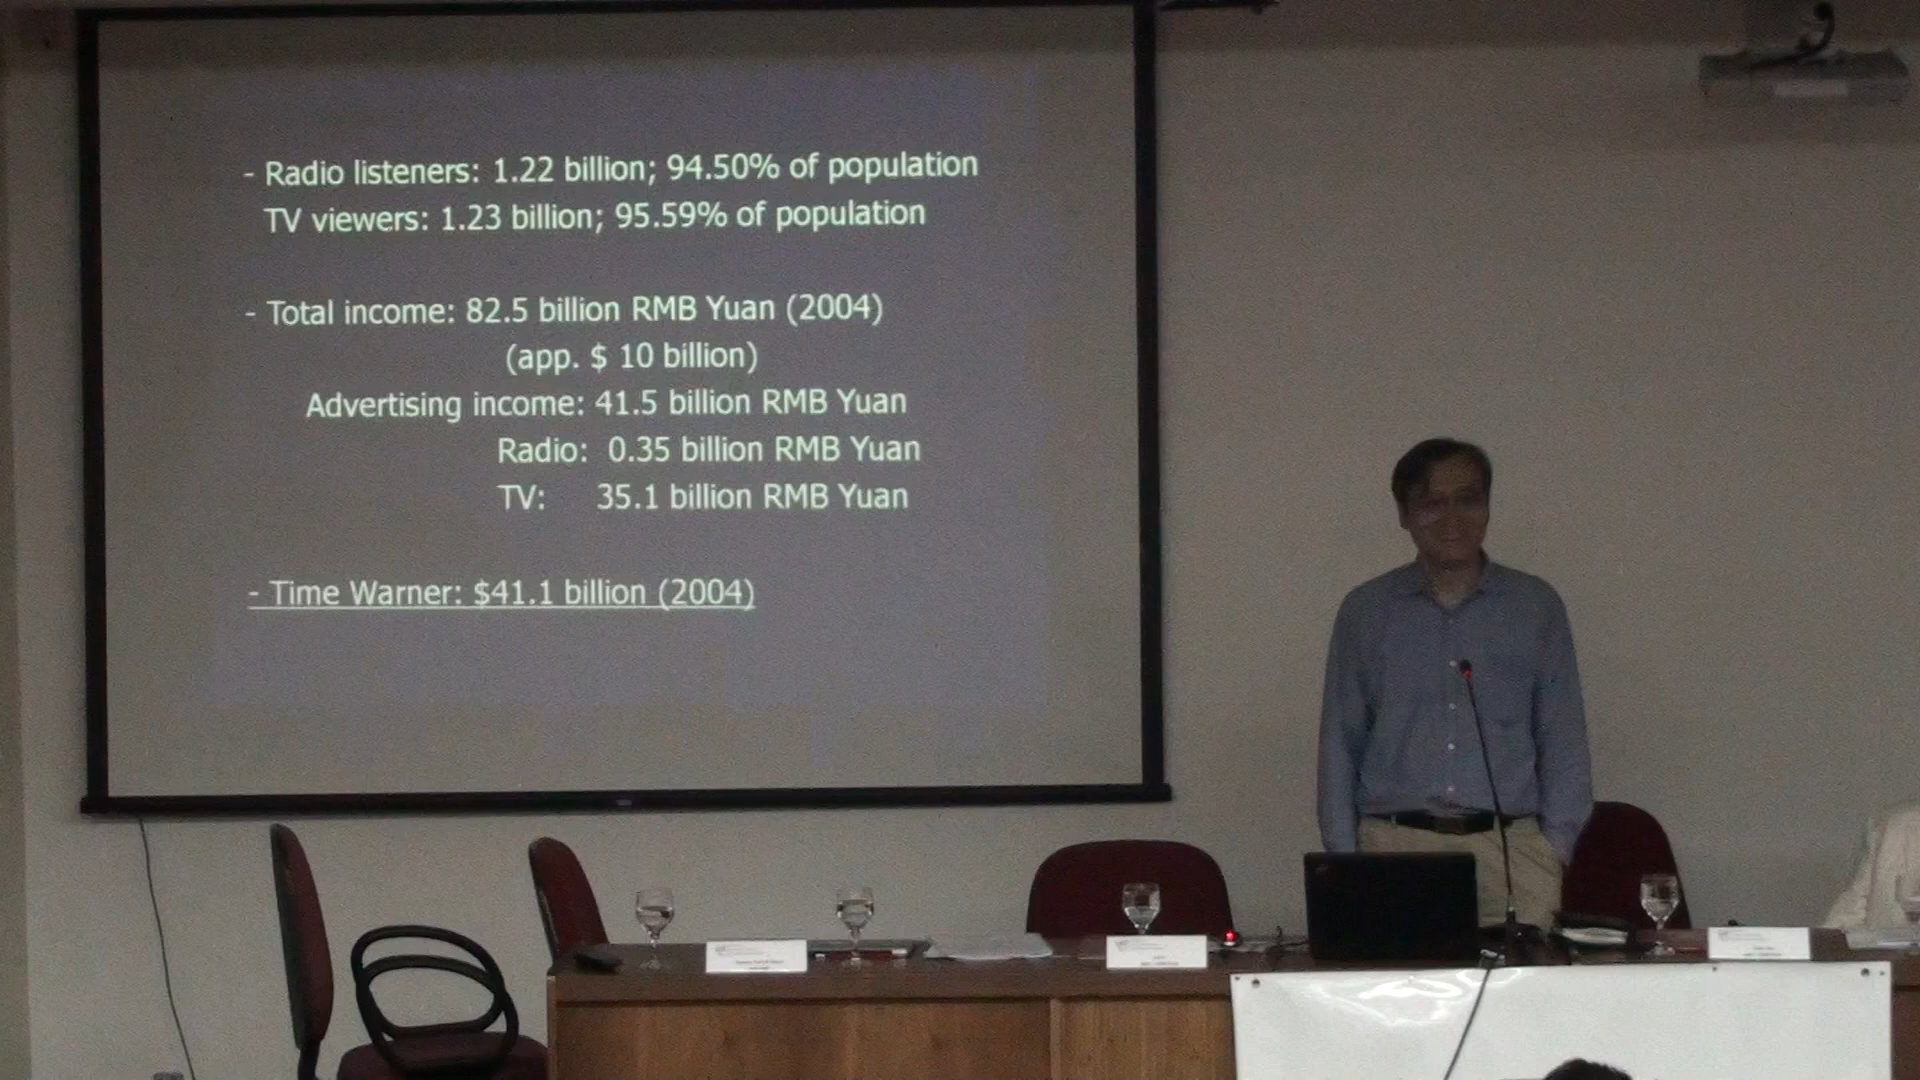 - Radio listeners: 1.22 billion; 94.50% of population
TV viewers: 1.23 billion; 95.59% of population
- Total income: 82.5 billion RMB Yuan (2004)
(app. $ 10 billion)
Advertising income: 41.5 billion RMB Yuan
Radio: 0.35 billion RMB Yuan
TV: 35.1 billion RMB Yuan
- Time Warner: $41.1 billion (2004)